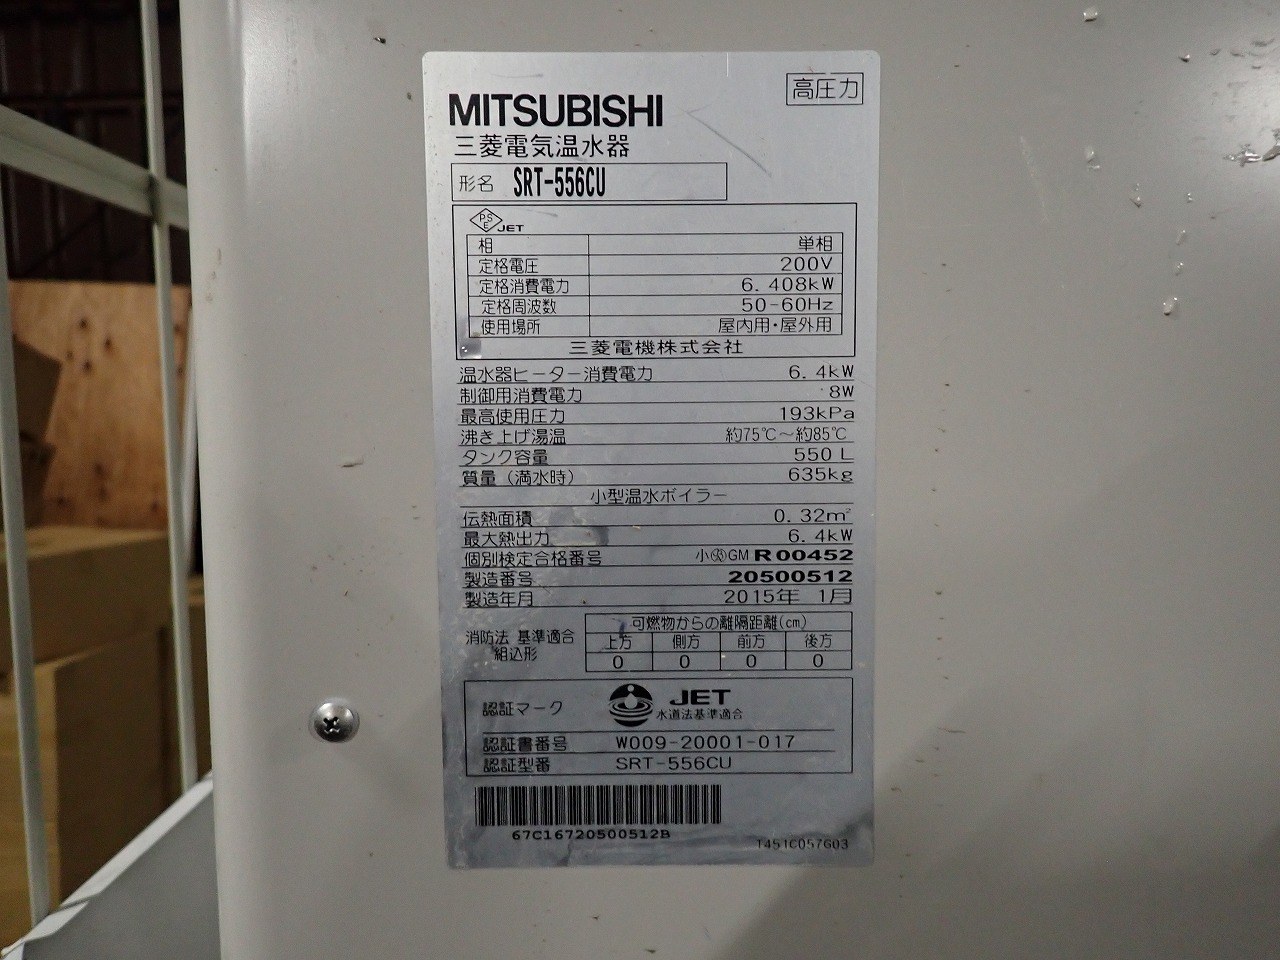 高圧力
MITSUBISHI
三菱電気温水器
形名 SRT-556CU
PSE JET
相 単相
定格電圧 200V
定格消費電力 6.408kW
定格周波数 50-60Hz
使用場所 屋内用・屋外用
三菱電機株式会社
温水器ヒーター消費電力 6.4kW
制御用消費電力 8W
最高使用圧力 193kPa
沸き上げ湯温 約75℃～約85℃
タンク容量 550L
質量（満水時） 635kg
小型温水ボイラー
伝熱面積 0.32m²
最大熱出力 6.4kW
個別検定合格番号 小GM R00452
製造番号 20500512
製造年月 2015年 1月
消防法 基準適合
組込形
可燃物からの離隔距離(cm)
上方 側方 前方 後方
0 0 0 0
認証マーク JET
水道法基準適合
認証書番号 W009-20001-017
認証型番 SRT-556CU
67C16720500512B
T451C057G03